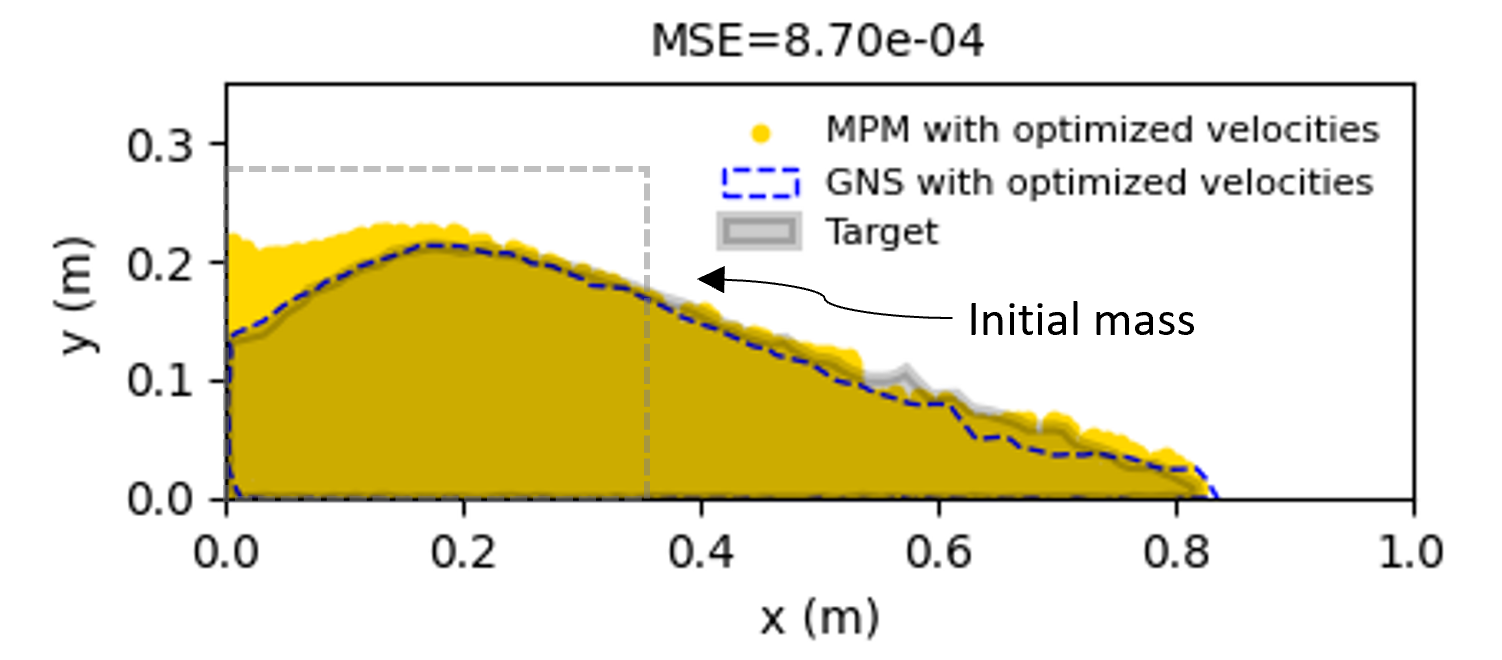 MSE=8.70e-04
MPM with optimized velocities
GNS with optimized velocities
Target
Initial mass
y (m)
0.3
0.2
0.1
0.0
0.0 0.2 0.4 0.6 0.8 1.0
x (m)